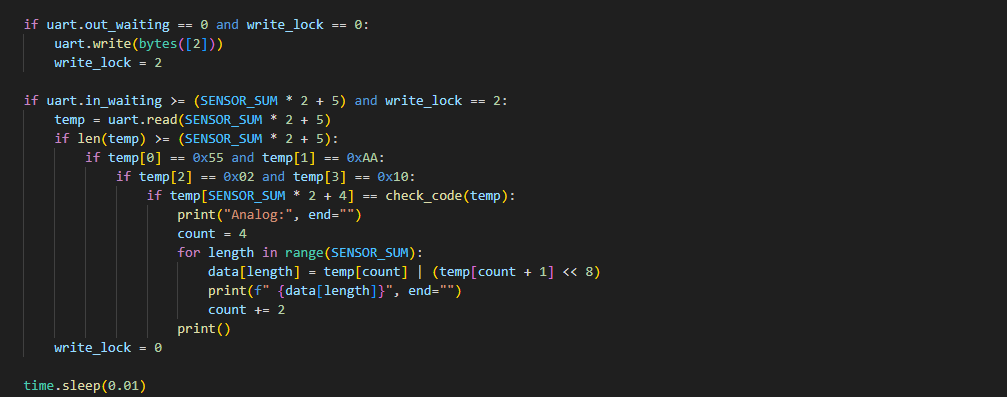 if uart.out_waiting == 0 and write_lock == 0:
    uart.write(bytes([2]))
    write_lock = 2

if uart.in_waiting >= (SENSOR_SUM * 2 + 5) and write_lock == 2:
    temp = uart.read(SENSOR_SUM * 2 + 5)
    if len(temp) >= (SENSOR_SUM * 2 + 5):
        if temp[0] == 0x55 and temp[1] == 0xAA:
            if temp[2] == 0x02 and temp[3] == 0x10:
                if temp[SENSOR_SUM * 2 + 4] == check_code(temp):
                    print("Analog:", end="")
                    count = 4
                    for length in range(SENSOR_SUM):
                        data[length] = temp[count] | (temp[count + 1] << 8)
                        print(f" {data[length]}", end="")
                        count += 2
                    print()
    write_lock = 0

time.sleep(0.01)